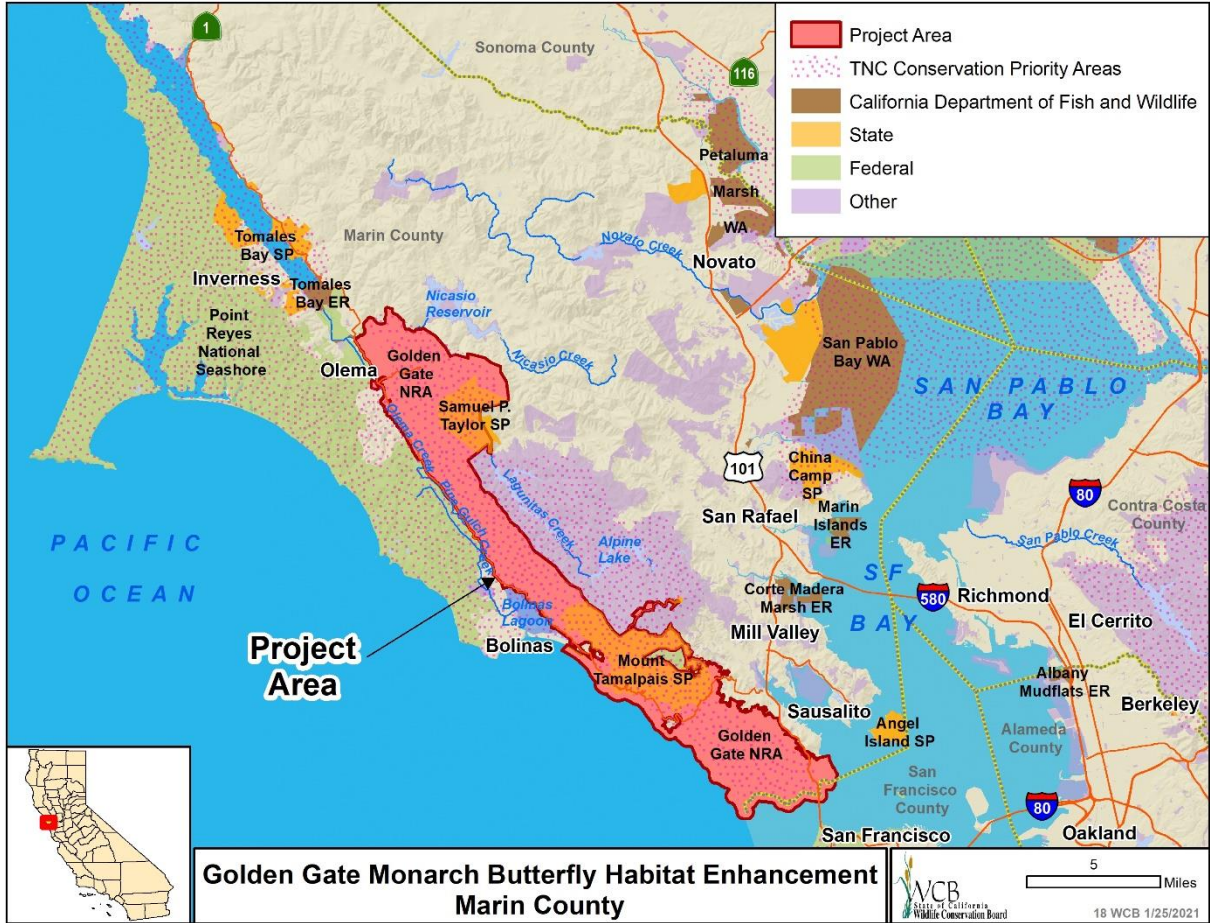 1
Sonoma County
116
Project Area
TNC Conservation Priority Areas
California Department of Fish and Wildlife
State
Federal
Other
Petaluma
Marsh
WA
Tomales
Bay SP
Marin County
Novato Creek
Novato
Inverness
Tomales
Bay ER
Nicasio
Reservoir
Point
Reyes
National
Seashore
Golden
Gate
NRA
Nicasio Creek
San Pablo
Bay WA
SAN PABLO
BAY
Olema
Samuel P.
Taylor SP
Olema Creek
Pine Gulch Creek
Lagunitas Creek
Alpine
Lake
101
China
Camp
SP
San Rafael
Marin
Islands
ER
80
Contra Costa
County
San Pablo Creek
PACIFIC
OCEAN
SF
BAY
Corte Madera
Marsh ER
580
Richmond
El Cerrito
Mill Valley
Bolinas
Lagoon
Bolinas
Project
Area
Mount
Tamalpais SP
Albany
Mudflats ER
Berkeley
Sausalito
Golden
Gate NRA
Angel
Island SP
Alameda
County
San
Francisco
County
80
San Francisco
Oakland
Golden Gate Monarch Butterfly Habitat Enhancement
Marin County
WCB
State of California
Wildlife Conservation Board
5
Miles
18 WCB 1/25/2021